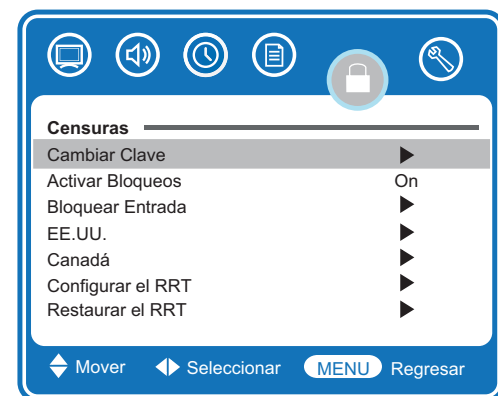 Censuras
Cambiar Clave
Activar Bloqueos On
Bloquear Entrada
EE.UU.
Canadá
Configurar el RRT
Restaurar el RRT
Mover Seleccionar MENU Regresar